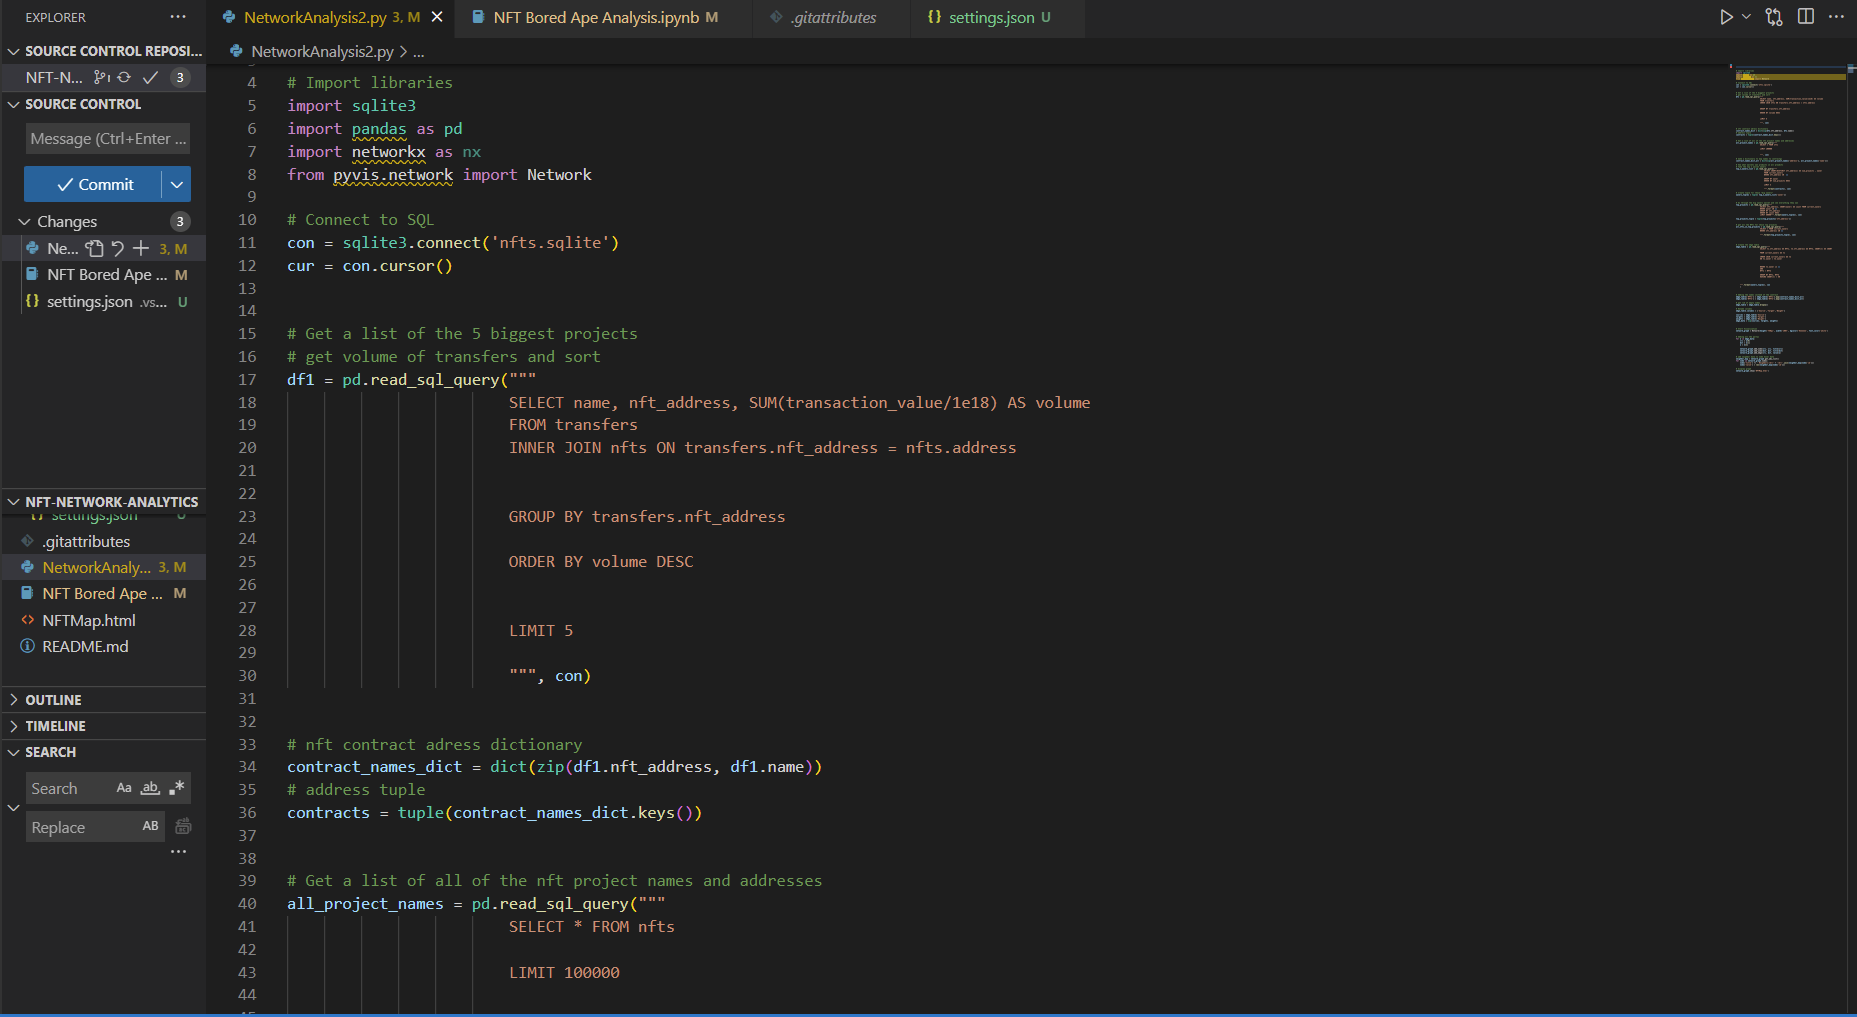 EXPLORER
SOURCE CONTROL REPOSI...
NFT-N... 3
SOURCE CONTROL
Message (Ctrl+Enter ...
Commit
Changes 3
Ne... 3, M
NFT Bored Ape ... M
settings.json .vs... U
NFT-NETWORK-ANALYTICS
settings.json U
.gitattributes
NetworkAnaly... 3, M
NFT Bored Ape ... M
NFTMap.html
README.md
OUTLINE
TIMELINE
SEARCH
Search Aa ab .*
Replace AB
...
NetworkAnalysis2.py 3, M
NFT Bored Ape Analysis.ipynb M
.gitattributes
settings.json U
NetworkAnalysis2.py > ...
4 # Import libraries
5 import sqlite3
6 import pandas as pd
7 import networkx as nx
8 from pyvis.network import Network
9
10 # Connect to SQL
11 con = sqlite3.connect('nfts.sqlite')
12 cur = con.cursor()
13
14
15 # Get a list of the 5 biggest projects
16 # get volume of transfers and sort
17 df1 = pd.read_sql_query("""
18 SELECT name, nft_address, SUM(transaction_value/1e18) AS volume
19 FROM transfers
20 INNER JOIN nfts ON transfers.nft_address = nfts.address
21
22
23 GROUP BY transfers.nft_address
24
25 ORDER BY volume DESC
26
27
28 LIMIT 5
29
30 """, con)
31
32
33 # nft contract adress dictionary
34 contract_names_dict = dict(zip(df1.nft_address, df1.name))
35 # address tuple
36 contracts = tuple(contract_names_dict.keys())
37
38
39 # Get a list of all of the nft project names and addresses
40 all_project_names = pd.read_sql_query("""
41 SELECT * FROM nfts
42
43 LIMIT 100000
44